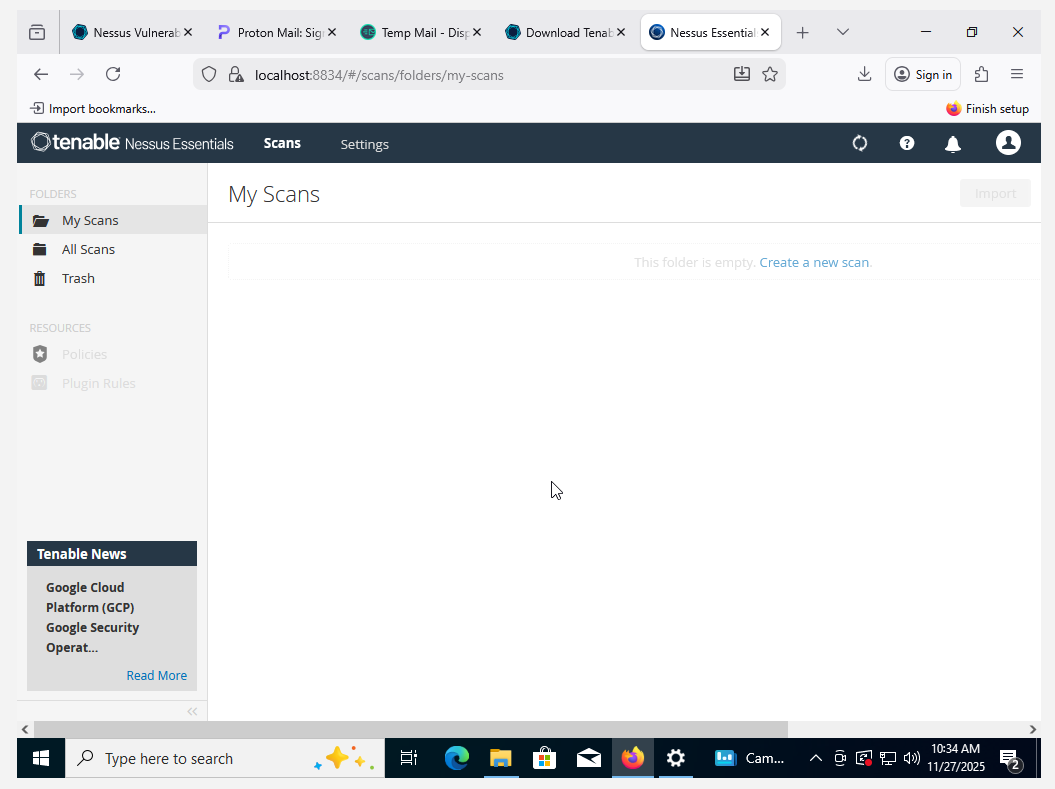 Nessus Vulnerab
Proton Mail: Sig
Temp Mail - Disp
Download Tenab
Nessus Essential
localhost:8834/#/scans/folders/my-scans
Sign in
Import bookmarks...
Finish setup
tenable Nessus Essentials
Scans
Settings
FOLDERS
My Scans
All Scans
Trash
RESOURCES
Policies
Plugin Rules
My Scans
Import
This folder is empty. Create a new scan.
Tenable News
Google Cloud
Platform (GCP)
Google Security
Operat...
Read More
Type here to search
Cam...
10:34 AM
11/27/2025
2